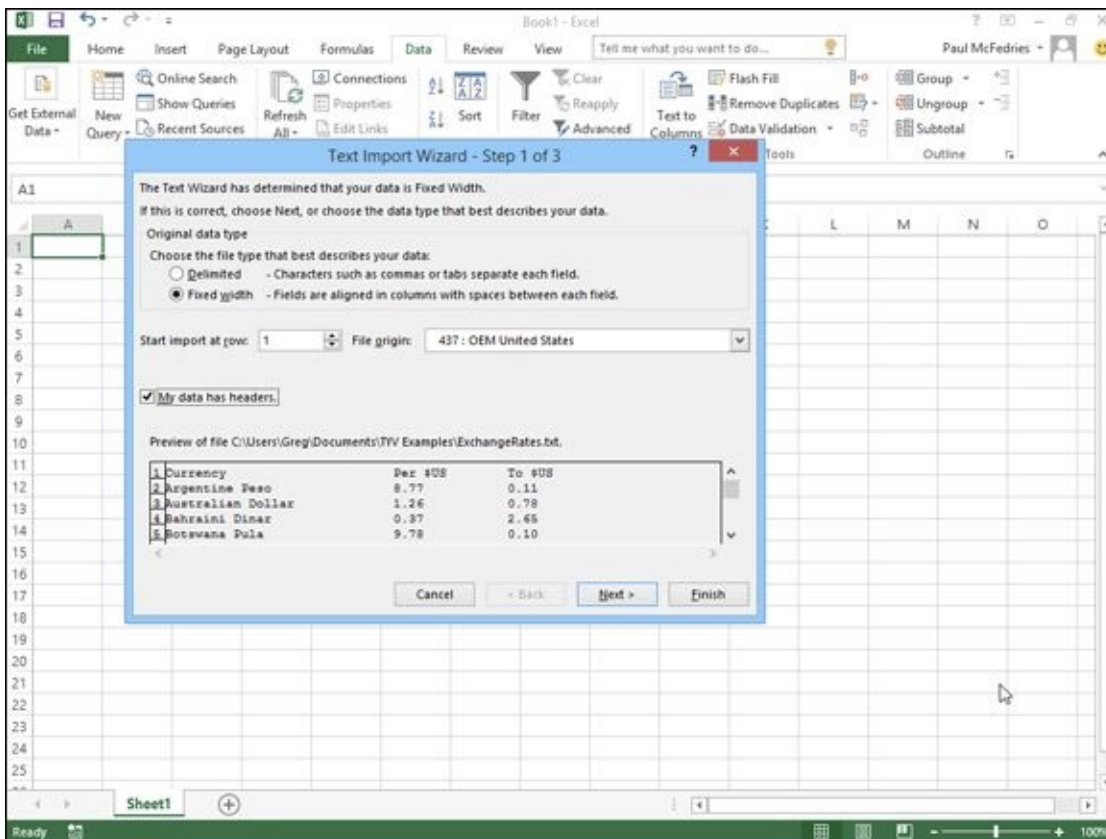 Book1 - Excel
File Home Insert Page Layout Formulas Data Review View Tell me what you want to do... Paul McFedries
Get External Data
New Query
Online Search
Show Queries
Recent Sources
Refresh All
Connections
Properties
Edit Links
Sort
Filter
Clear
Reapply
Advanced
Text to Columns
Flash Fill
Remove Duplicates
Data Validation
Tools
Group
Ungroup
Subtotal
Outline
A1
A L M N O
Text Import Wizard - Step 1 of 3 ?
The Text Wizard has determined that your data is Fixed Width.
If this is correct, choose Next, or choose the data type that best describes your data.
Original data type
Choose the file type that best describes your data:
Delimited - Characters such as commas or tabs separate each field.
Fixed width - Fields are aligned in columns with spaces between each field.
Start import at row: 1 File origin: 437 : OEM United States
My data has headers.
Preview of file C:\Users\Greg\Documents\TYV Examples\ExchangeRates.txt.
1 Currency Per $US To $US
2 Argentine Peso 8.77 0.11
3 Australian Dollar 1.26 0.78
4 Bahraini Dinar 0.37 2.65
5 Botswana Pula 9.78 0.10
Cancel < Back Next > Finish
1
2
3
4
5
6
7
8
9
10
11
12
13
14
15
16
17
18
19
20
21
22
23
24
25
Sheet1
Ready 100%